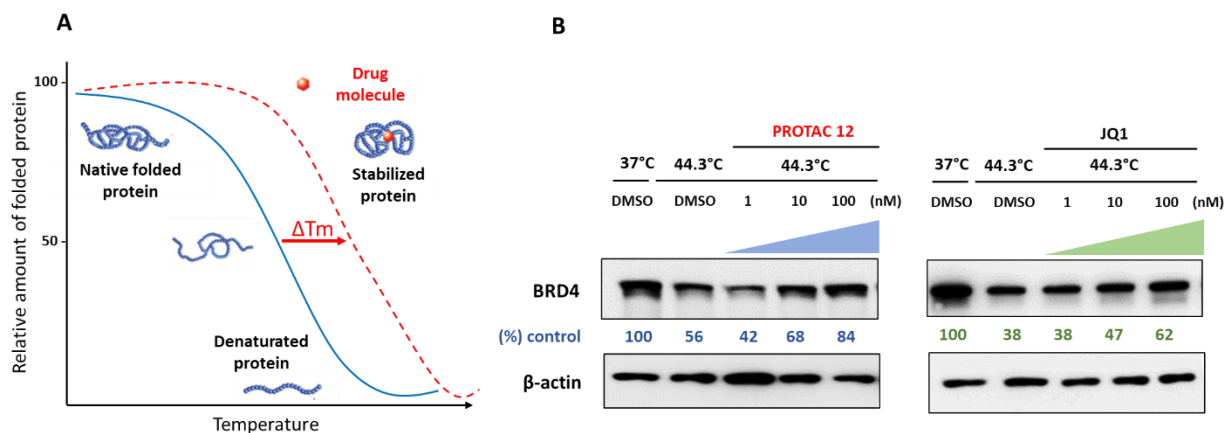 A
Relative amount of folded protein
100
50
Drug
molecule
Native folded
protein
Stabilized
protein
ΔTm
Denaturated
protein
Temperature
B
PROTAC 12
37°C 44.3°C 44.3°C
DMSO DMSO 1 10 100 (nM)
BRD4
(%) control 100 56 42 68 84
β-actin
JQ1
37°C 44.3°C 44.3°C
DMSO DMSO 1 10 100 (nM)
100 38 38 47 62